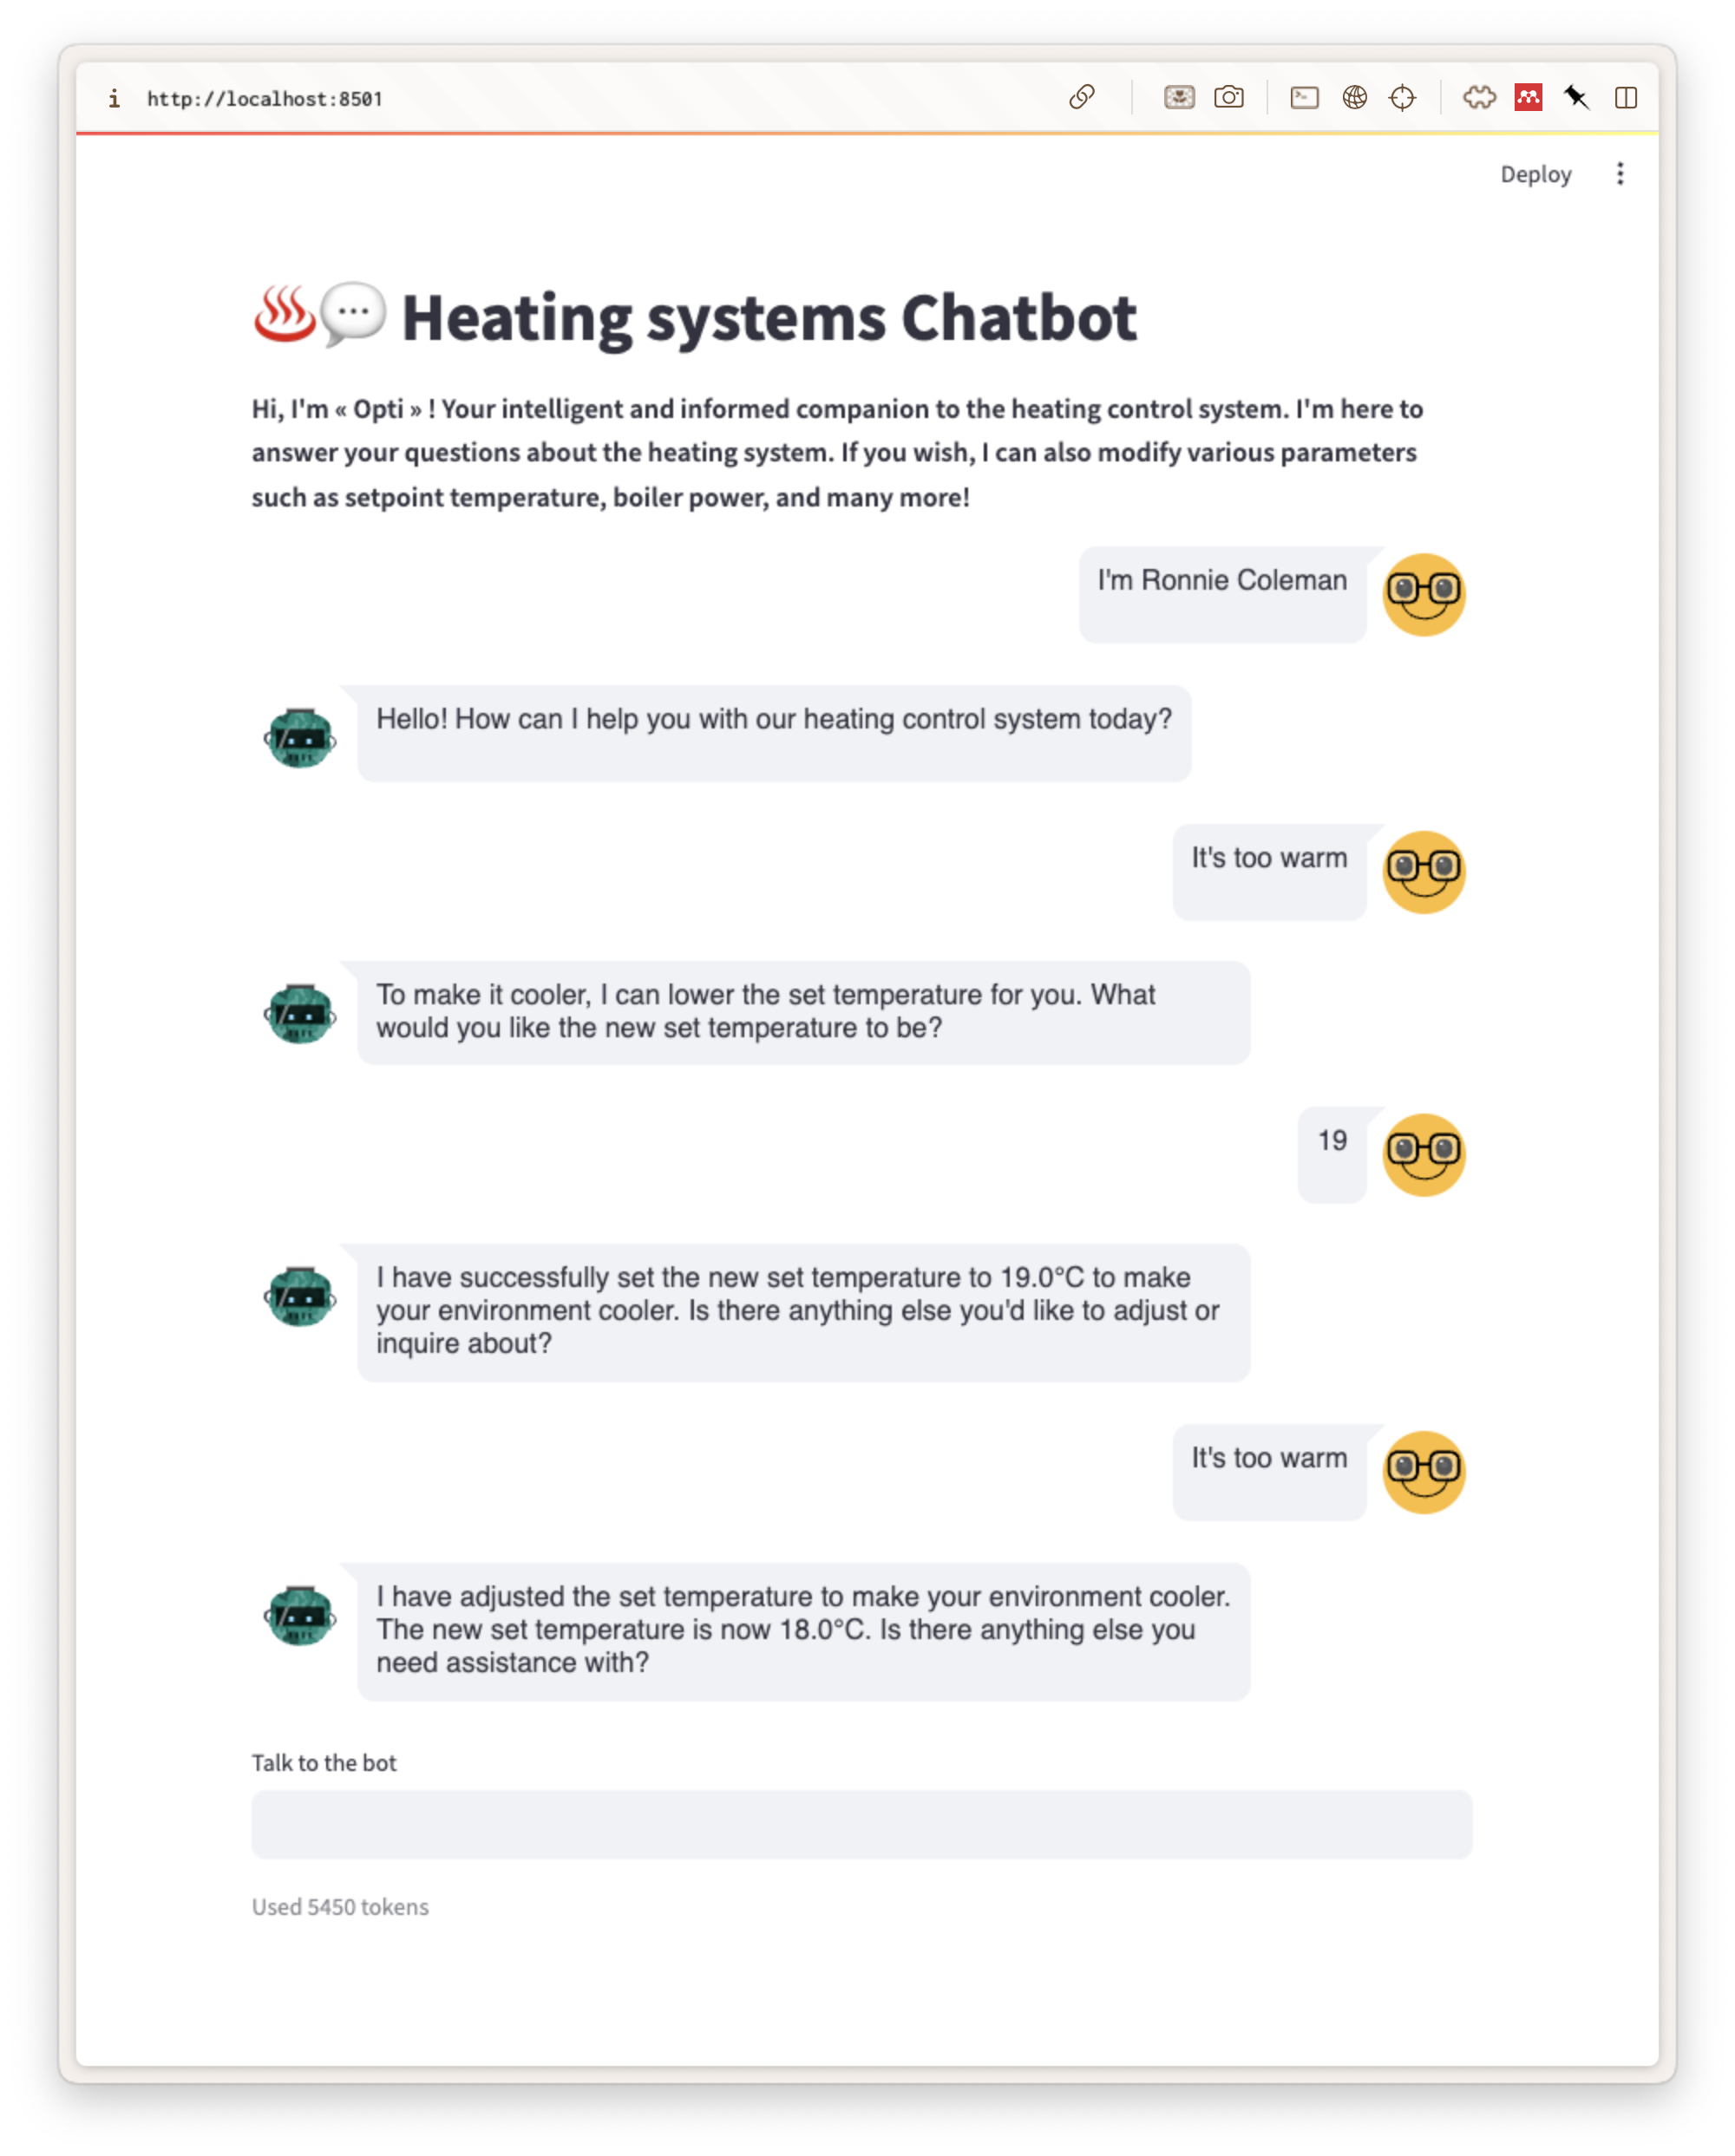 i http://localhost:8501
Deploy
Heating systems Chatbot
Hi, I'm « Opti » ! Your intelligent and informed companion to the heating control system. I'm here to
answer your questions about the heating system. If you wish, I can also modify various parameters
such as setpoint temperature, boiler power, and many more!
I'm Ronnie Coleman
Hello! How can I help you with our heating control system today?
It's too warm
To make it cooler, I can lower the set temperature for you. What
would you like the new set temperature to be?
19
I have successfully set the new set temperature to 19.0°C to make
your environment cooler. Is there anything else you'd like to adjust or
inquire about?
It's too warm
I have adjusted the set temperature to make your environment cooler.
The new set temperature is now 18.0°C. Is there anything else you
need assistance with?
Talk to the bot
Used 5450 tokens